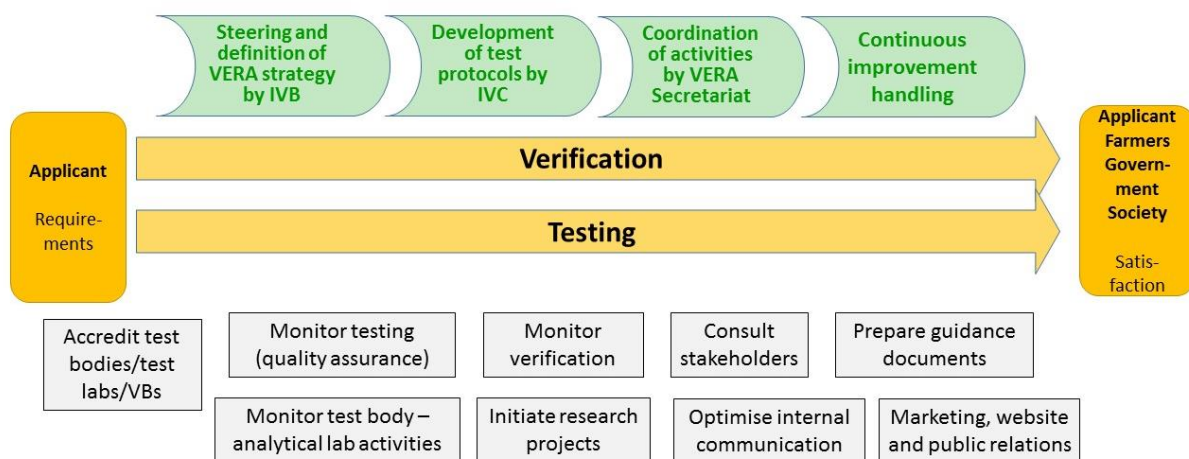 Steering and
definition of
VERA strategy
by IVB
Development
of test
protocols by
IVC
Coordination
of activities
by VERA
Secretariat
Continuous
improvement
handling
Applicant
Require-
ments
Verification
Testing
Applicant
Farmers
Govern-
ment
Society
Satis-
faction
Accredit test
bodies/test
labs/VBs
Monitor testing
(quality assurance)
Monitor
verification
Consult
stakeholders
Prepare guidance
documents
Monitor test body –
analytical lab activities
Initiate research
projects
Optimise internal
communication
Marketing, website
and public relations